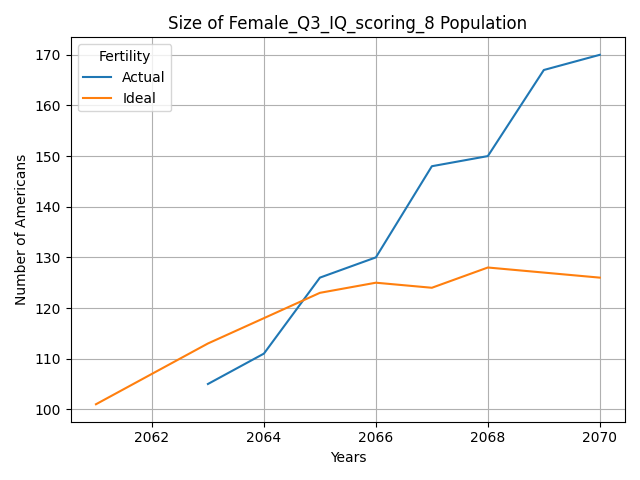 Size of Female_Q3_IQ_scoring_8 Population
Fertility
Actual
Ideal
170
160
150
140
130
120
110
100
Number of Americans
2062 2064 2066 2068 2070
Years